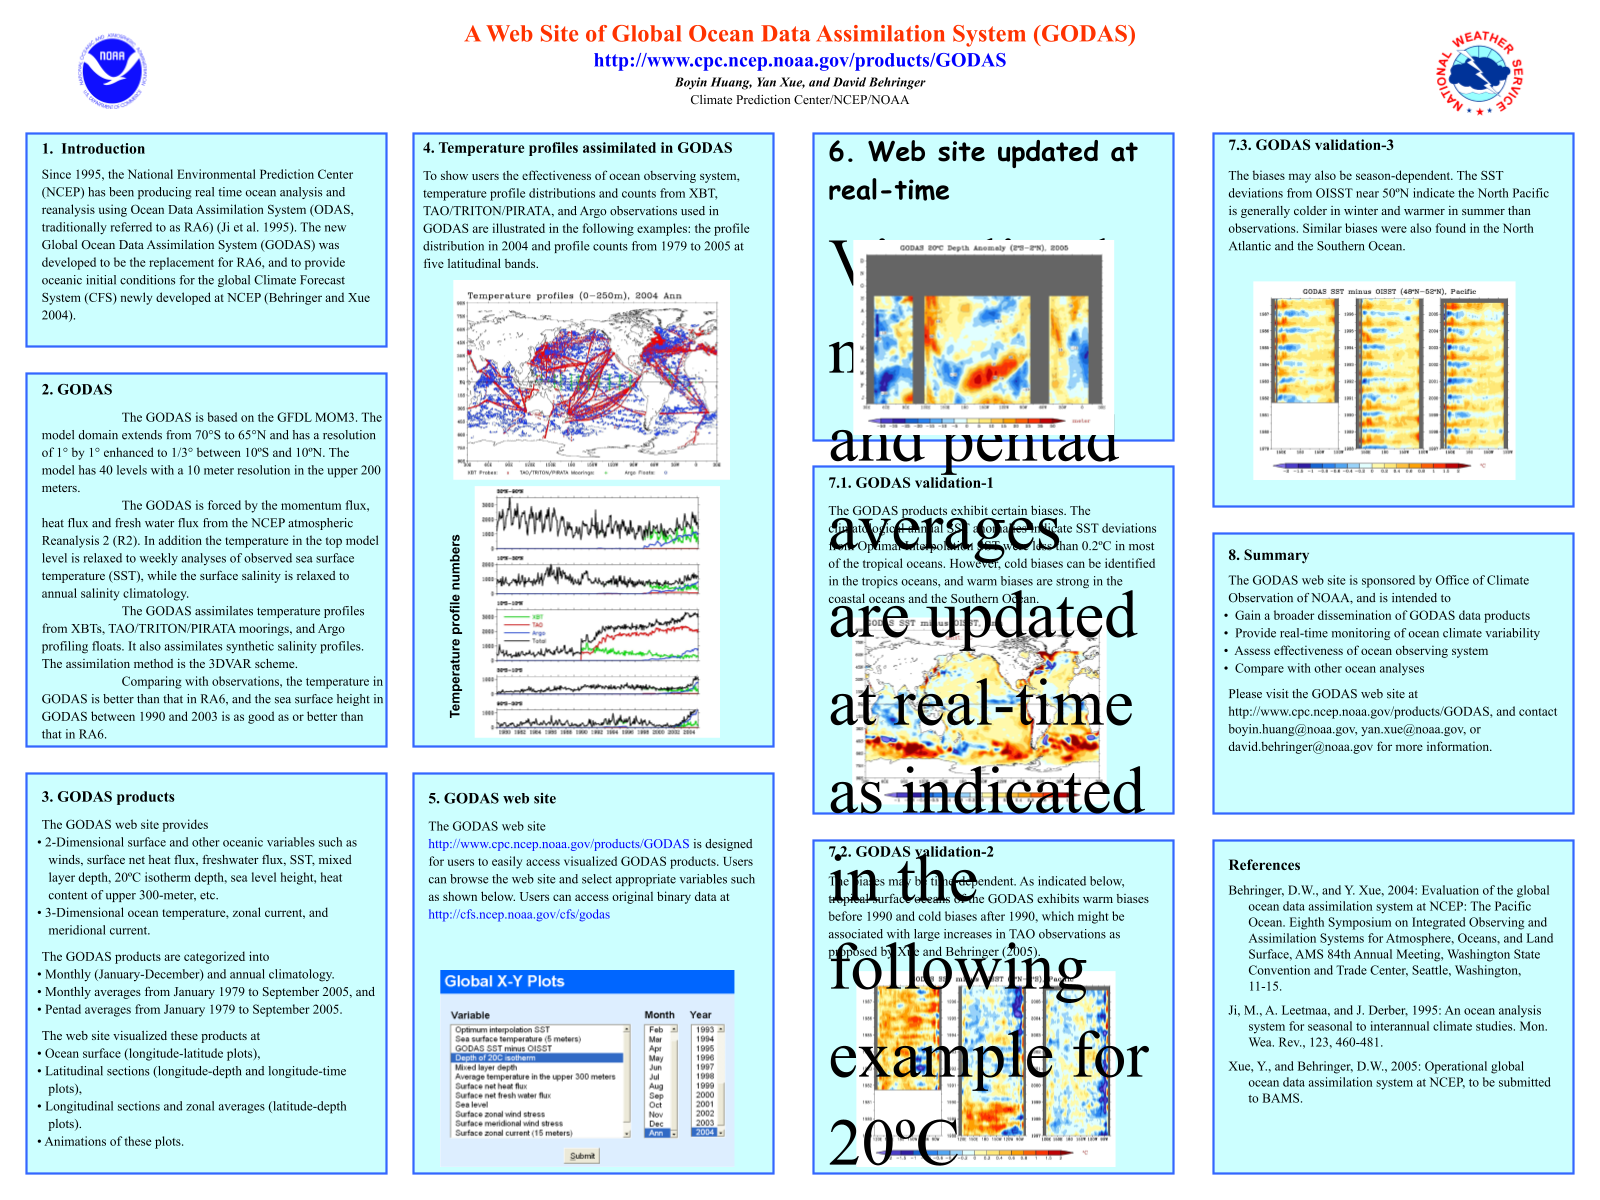 A Web Site of Global Ocean Data Assimilation System (GODAS)
http://www.cpc.ncep.noaa.gov/products/GODAS
Boyin Huang, Yan Xue, and David Behringer
Climate Prediction Center/NCEP/NOAA
NOAA
NATIONAL WEATHER SERVICE
1. Introduction
Since 1995, the National Environmental Prediction Center
(NCEP) has been producing real time ocean analysis and
reanalysis using Ocean Data Assimilation System (ODAS,
traditionally referred to as RA6) (Ji et al. 1995). The new
Global Ocean Data Assimilation System (GODAS) was
developed to be the replacement for RA6, and to provide
oceanic initial conditions for the global Climate Forecast
System (CFS) newly developed at NCEP (Behringer and Xue
2004).
2. GODAS
The GODAS is based on the GFDL MOM3. The
model domain extends from 70°S to 65°N and has a resolution
of 1° by 1° enhanced to 1/3° between 10ºS and 10ºN. The
model has 40 levels with a 10 meter resolution in the upper 200
meters.
The GODAS is forced by the momentum flux,
heat flux and fresh water flux from the NCEP atmospheric
Reanalysis 2 (R2). In addition the temperature in the top model
level is relaxed to weekly analyses of observed sea surface
temperature (SST), while the surface salinity is relaxed to
annual salinity climatology.
The GODAS assimilates temperature profiles
from XBTs, TAO/TRITON/PIRATA moorings, and Argo
profiling floats. It also assimilates synthetic salinity profiles.
The assimilation method is the 3DVAR scheme.
Comparing with observations, the temperature in
GODAS is better than that in RA6, and the sea surface height in
GODAS between 1990 and 2003 is as good as or better than
that in RA6.
3. GODAS products
The GODAS web site provides
• 2-Dimensional surface and other oceanic variables such as
winds, surface net heat flux, freshwater flux, SST, mixed
layer depth, 20ºC isotherm depth, sea level height, heat
content of upper 300-meter, etc.
• 3-Dimensional ocean temperature, zonal current, and
meridional current.
The GODAS products are categorized into
• Monthly (January-December) and annual climatology.
• Monthly averages from January 1979 to September 2005, and
• Pentad averages from January 1979 to September 2005.
The web site visualized these products at
• Ocean surface (longitude-latitude plots),
• Latitudinal sections (longitude-depth and longitude-time
plots),
• Longitudinal sections and zonal averages (latitude-depth
plots).
• Animations of these plots.
4. Temperature profiles assimilated in GODAS
To show users the effectiveness of ocean observing system,
temperature profile distributions and counts from XBT,
TAO/TRITON/PIRATA, and Argo observations used in
GODAS are illustrated in the following examples: the profile
distribution in 2004 and profile counts from 1979 to 2005 at
five latitudinal bands.
Temperature profiles (0-250m), 2004 Ann
XBT Probes: TAO/TRITON/PIRATA Moorings: Argo Floats:
Temperature profile numbers
XBT
TAO
Argo
Total
1980 1982 1984 1986 1988 1990 1992 1994 1996 1998 2000 2002 2004
5. GODAS web site
The GODAS web site
http://www.cpc.ncep.noaa.gov/products/GODAS is designed
for users to easily access visualized GODAS products. Users
can browse the web site and select appropriate variables such
as shown below. Users can access original binary data at
http://cfs.ncep.noaa.gov/cfs/godas
Global X-Y Plots
Variable Month Year
Optimum interpolation SST Feb 1993
Sea surface temperature (5 meters) Mar 1994
GODAS SST minus OISST Apr 1995
Depth of 20C isotherm May 1996
Mixed layer depth Jun 1997
Average temperature in the upper 300 meters Jul 1998
Surface net heat flux Aug 1999
Surface net fresh water flux Sep 2000
Sea level Oct 2001
Surface zonal wind stress Nov 2002
Surface meridional wind stress Dec 2003
Surface zonal current (15 meters) Ann 2004
Submit
6. Web site updated at
real-time
GODAS 20ºC Depth Anomaly (2ºS-2ºN), 2005
meter
and pentad
averages
are updated
at real-time
as indicated
in the
following
example for
20ºC
7.1. GODAS validation-1
The GODAS products exhibit certain biases. The
climatological annual SST anomalies indicate SST deviations
from Optimal Interpolation SST were less than 0.2ºC in most
of the tropical oceans. However, cold biases can be identified
in the tropics oceans, and warm biases are strong in the
coastal oceans and the Southern Ocean.
GODAS SST minus OISST,
7.2. GODAS validation-2
The biases may be time dependent. As indicated below,
tropical surface oceans of the GODAS exhibits warm biases
before 1990 and cold biases after 1990, which might be
associated with large increases in TAO observations as
proposed by Xue and Behringer (2005).
7.3. GODAS validation-3
The biases may also be season-dependent. The SST
deviations from OISST near 50ºN indicate the North Pacific
is generally colder in winter and warmer in summer than
observations. Similar biases were also found in the North
Atlantic and the Southern Ocean.
GODAS SST minus OISST (48ºN-52ºN), Pacific
8. Summary
The GODAS web site is sponsored by Office of Climate
Observation of NOAA, and is intended to
• Gain a broader dissemination of GODAS data products
• Provide real-time monitoring of ocean climate variability
• Assess effectiveness of ocean observing system
• Compare with other ocean analyses
Please visit the GODAS web site at
http://www.cpc.ncep.noaa.gov/products/GODAS, and contact
boyin.huang@noaa.gov, yan.xue@noaa.gov, or
david.behringer@noaa.gov for more information.
References
Behringer, D.W., and Y. Xue, 2004: Evaluation of the global
ocean data assimilation system at NCEP: The Pacific
Ocean. Eighth Symposium on Integrated Observing and
Assimilation Systems for Atmosphere, Oceans, and Land
Surface, AMS 84th Annual Meeting, Washington State
Convention and Trade Center, Seattle, Washington,
11-15.
Ji, M., A. Leetmaa, and J. Derber, 1995: An ocean analysis
system for seasonal to interannual climate studies. Mon.
Wea. Rev., 123, 460-481.
Xue, Y., and Behringer, D.W., 2005: Operational global
ocean data assimilation system at NCEP, to be submitted
to BAMS.